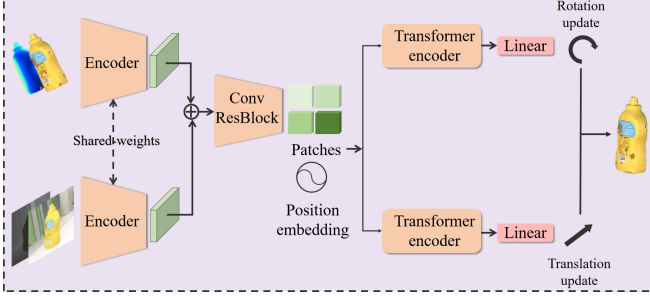 Encoder
Shared weights
Encoder
Conv
ResBlock
Patches
Position
embedding
Transformer
encoder
Linear
Rotation
update
Transformer
encoder
Linear
Translation
update